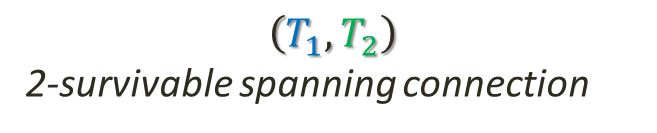 (T₁, T₂)
2-survivable spanning connection